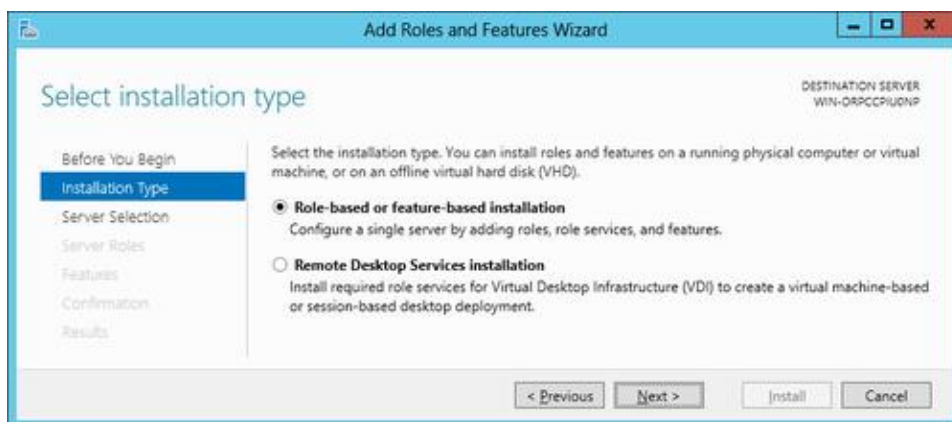 Add Roles and Features Wizard
Select installation type
DESTINATION SERVER
WIN-ORPCCPIUDNP
Before You Begin
Installation Type
Server Selection
Server Roles
Features
Confirmation
Results
Select the installation type. You can install roles and features on a running physical computer or virtual
machine, or on an offline virtual hard disk (VHD).
Role-based or feature-based installation
Configure a single server by adding roles, role services, and features.
Remote Desktop Services installation
Install required role services for Virtual Desktop Infrastructure (VDI) to create a virtual machine-based
or session-based desktop deployment.
< Previous
Next >
Install
Cancel